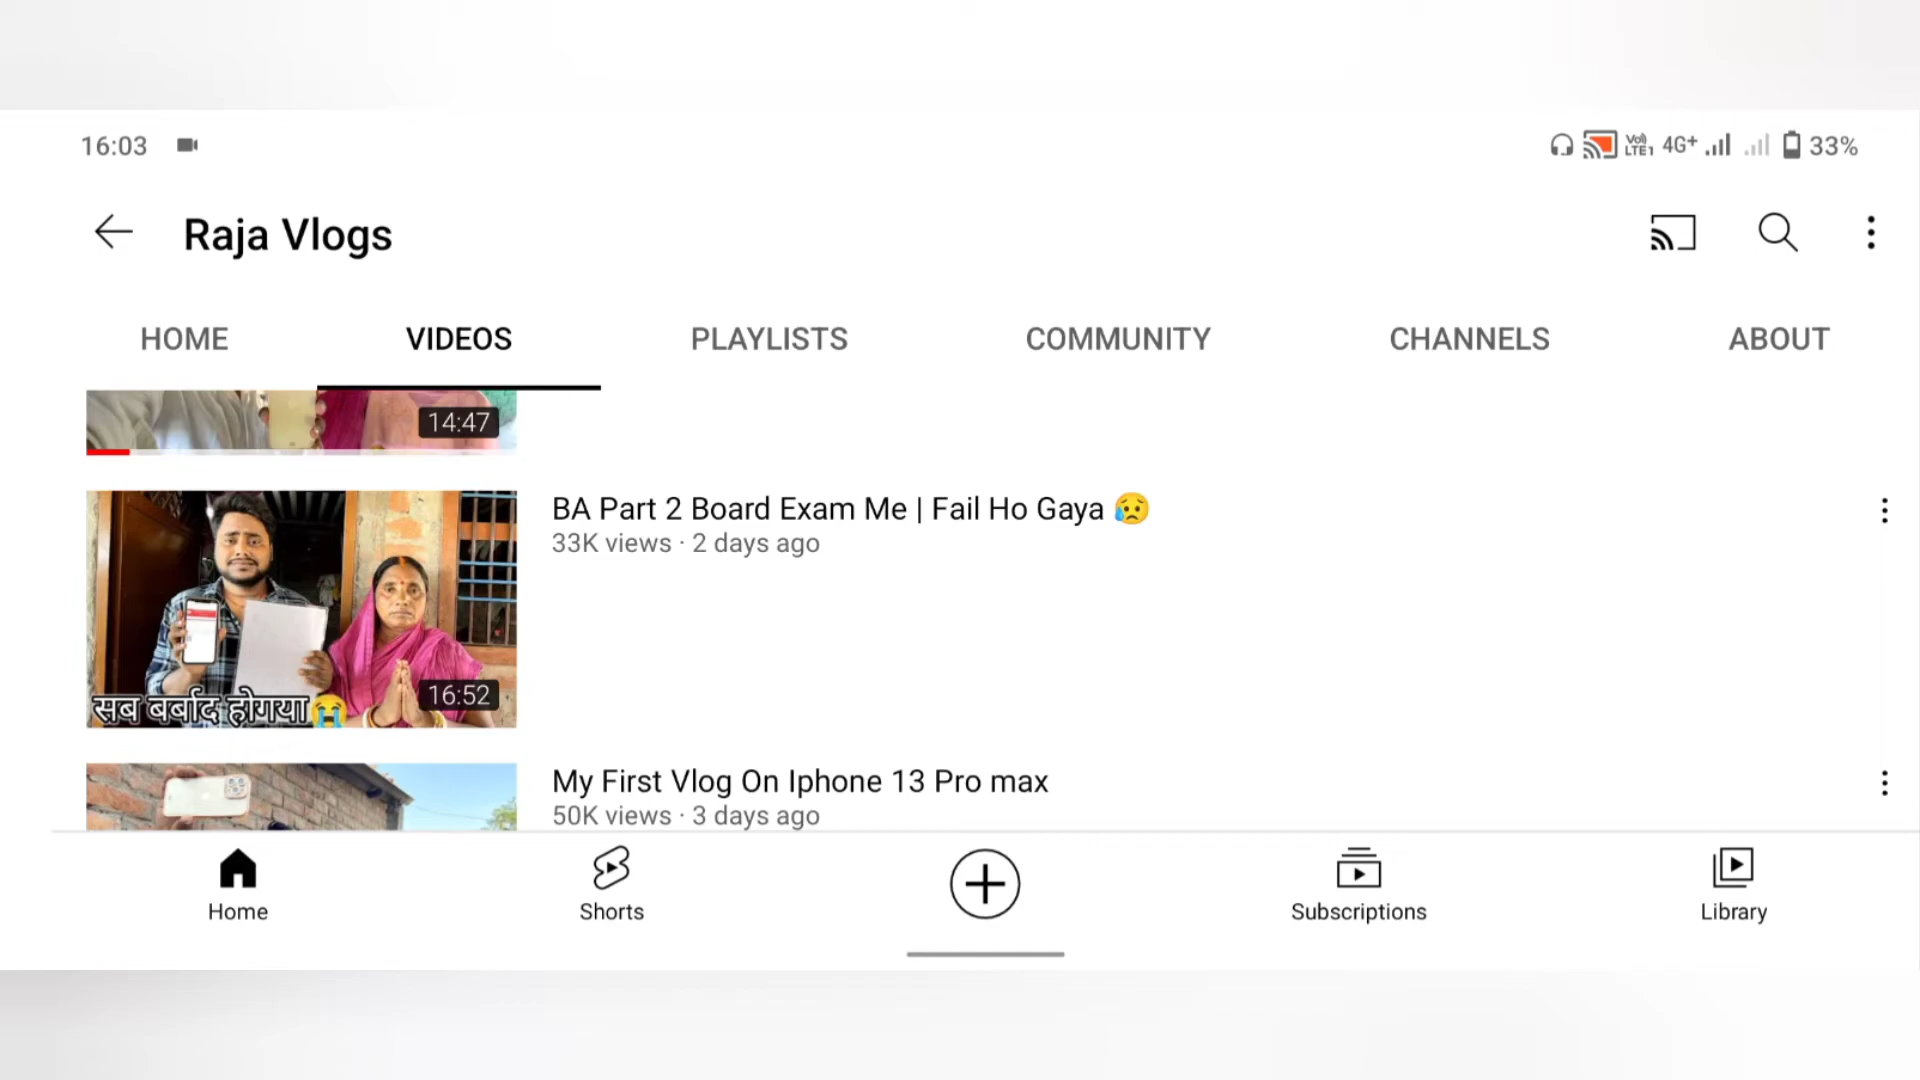 16:03
Vo) LTE1 4G+ 33%
Raja Vlogs
HOME VIDEOS PLAYLISTS COMMUNITY CHANNELS ABOUT
14:47
BA Part 2 Board Exam Me | Fail Ho Gaya 😥
33K views · 2 days ago
सब बर्बाद होगया😭
16:52
My First Vlog On Iphone 13 Pro max
50K views · 3 days ago
Home Shorts Subscriptions Library